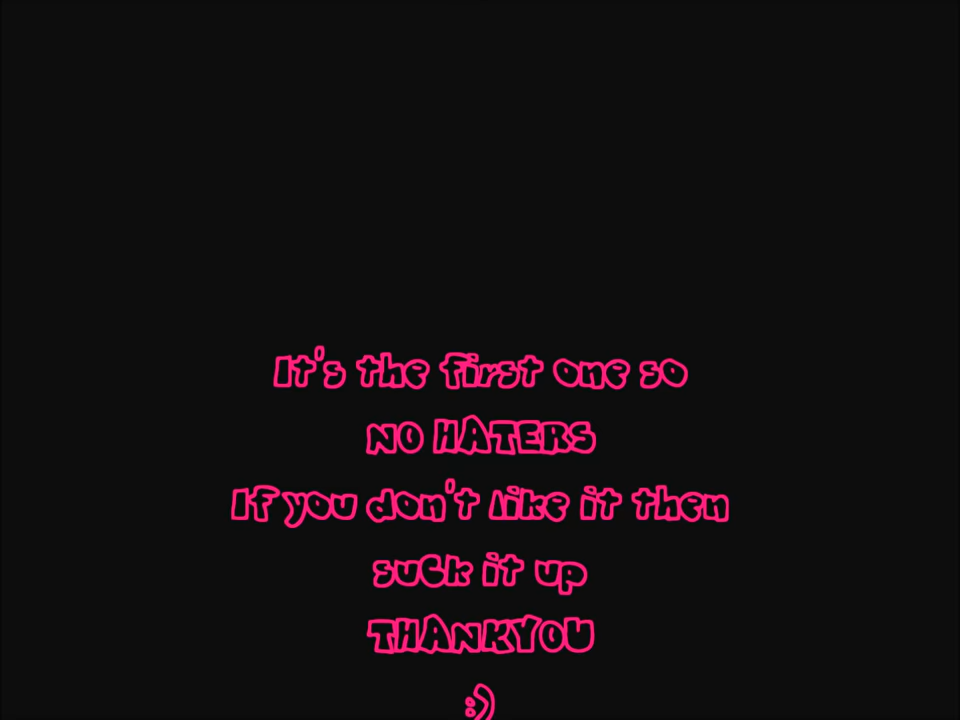 It's the first one so
NO HATERS
If you don't like it then
suck it up
THANKYOU
:)